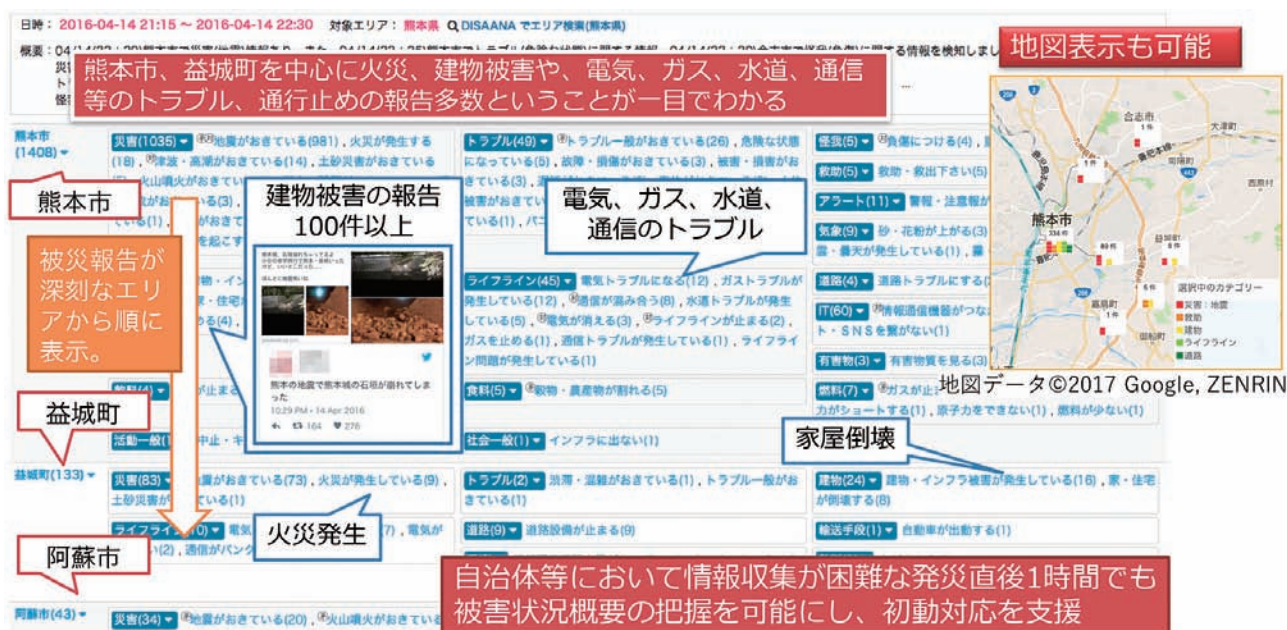 日時： 2016-04-14 21:15 ～ 2016-04-14 22:30　対象エリア： 熊本県 DISAANA でエリア検索(熊本県)
地図表示も可能
熊本市、益城町を中心に火災、建物被害や、電気、ガス、水道、通信
等のトラブル、通行止めの報告多数ということが一目でわかる
熊本市
(1408)
災害(1035) 地震がおきている(981)，火災が発生する
(18)，津波・高潮がおきている(14)，土砂災害がおきている
トラブル(49) トラブル一般がおきている(26)，危険な状態
になっている(5)，故障・損傷がおきている(3)，被害・損害がお
きている(3)，
怪我(5) 負傷につける(4)，
救助(5) 救助・救出下さい(5)
アラート(11) 警報・注意報が
気象(9) 砂・花粉が上がる(3)
雲・曇天が発生している(1)，霧
熊本市
建物被害の報告
100件以上
電気、ガス、水道、
通信のトラブル
被災報告が
深刻なエリ
アから順に
表示。
熊本の地震で熊本城の石垣が崩れてしま
った
10:29 PM - 14 Apr 2016
164 276
ライフライン(45) 電気トラブルになる(12)，ガストラブルが
発生している(12)，通信が混み合う(8)，水道トラブルが発生
している(5)，電気が消える(3)，ライフラインが止まる(2)，
ガスを止める(1)，通信トラブルが発生している(1)，ライフライ
ン問題が発生している(1)
道路(4) 道路トラブルにする
IT(60) 情報通信機器がつな
ト・ＳＮＳを繋がない(1)
有害物(3) 有害物質を見る(3)
食料(5) 穀物・農産物が割れる(5)
燃料(7) ガスが止
力がショートする(1)，原子力をできない(1)，燃料が少ない(1)
社会一般(1) インフラに出ない(1)
合志市
1件
大津町
菊陽町
西原村
1件
熊本市
334件
89件
益城町
8件
6件
嘉島町
1件
御船町
選択中のカテゴリー
災害：地震
救助
建物
ライフライン
道路
地図データ©2017 Google, ZENRIN
益城町
家屋倒壊
益城町(133)
災害(83) 地震がおきている(73)，火災が発生している(9)，
土砂災害が ている(1)
トラブル(2) 渋滞・混雑がおきている(1)，トラブル一般がお
きている(1)
建物(24) 建物・インフラ被害が発生している(16)，家・住宅
が倒壊する(8)
火災発生
道路(9) 道路設備が止まる(9)
輸送手段(1) 自動車が出動する(1)
阿蘇市
自治体等において情報収集が困難な発災直後1時間でも
被害状況概要の把握を可能にし、初動対応を支援
阿蘇市(43)
災害(34) 地震がおきている(20)，火山噴火がおきている